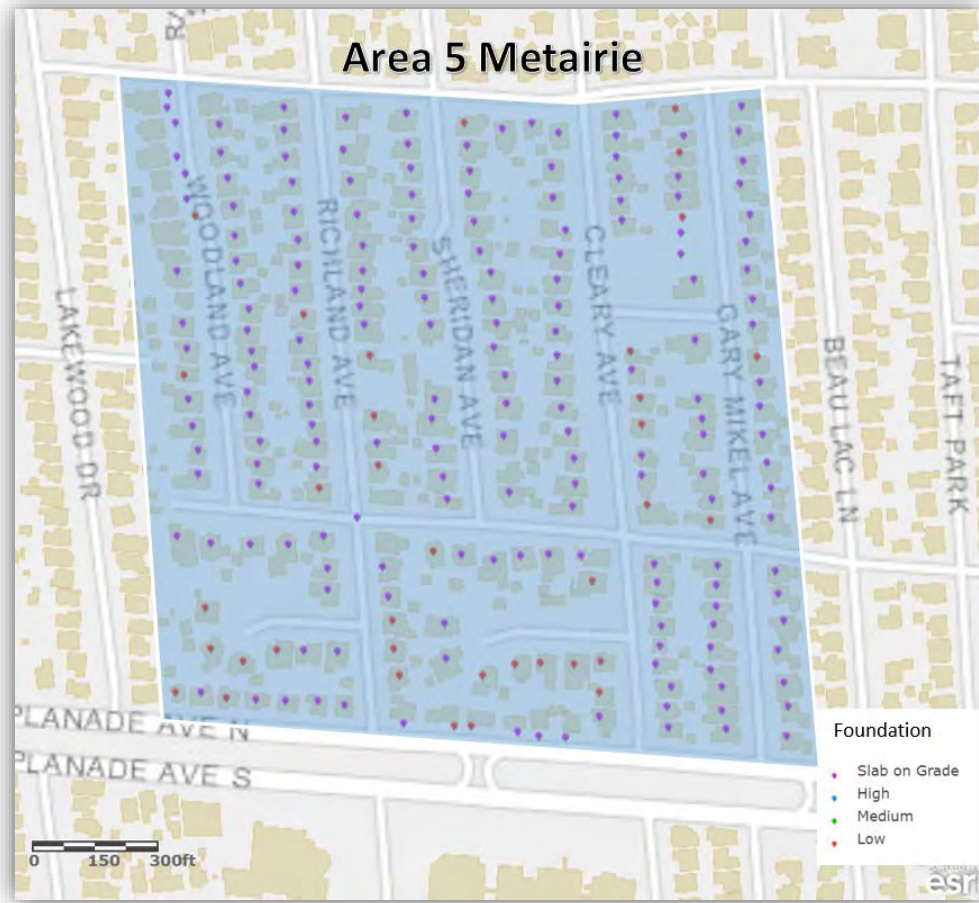 Area 5 Metairie
WOODLAND AVE
RICHLAND AVE
SHERIDAN AVE
CLEARY AVE
GARY MIKEL AVE
LAKEWOOD DR
BEAU LAC LN
TAFT PARK
PLANADE AVE N
PLANADE AVE S
Foundation
Slab on Grade
High
Medium
Low
0 150 300ft
esr